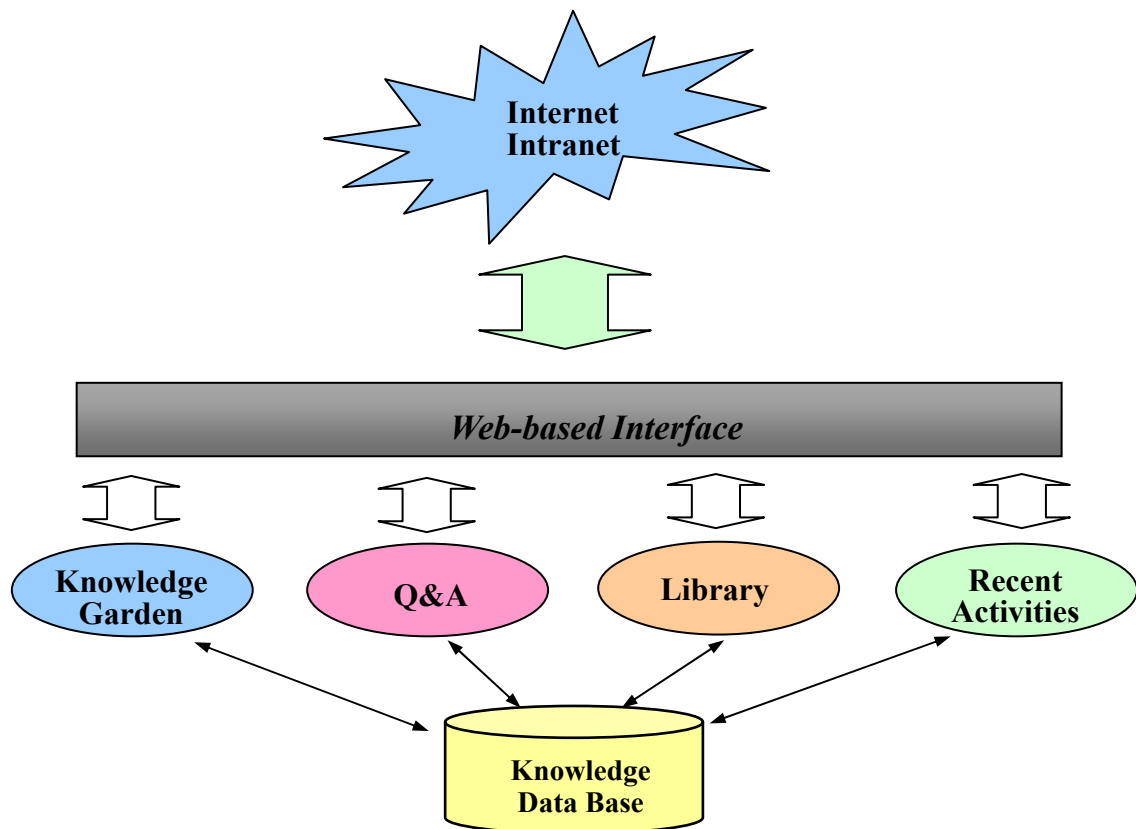 Internet
Intranet
Web-based Interface
Knowledge
Garden
Q&A
Library
Recent
Activities
Knowledge
Data Base